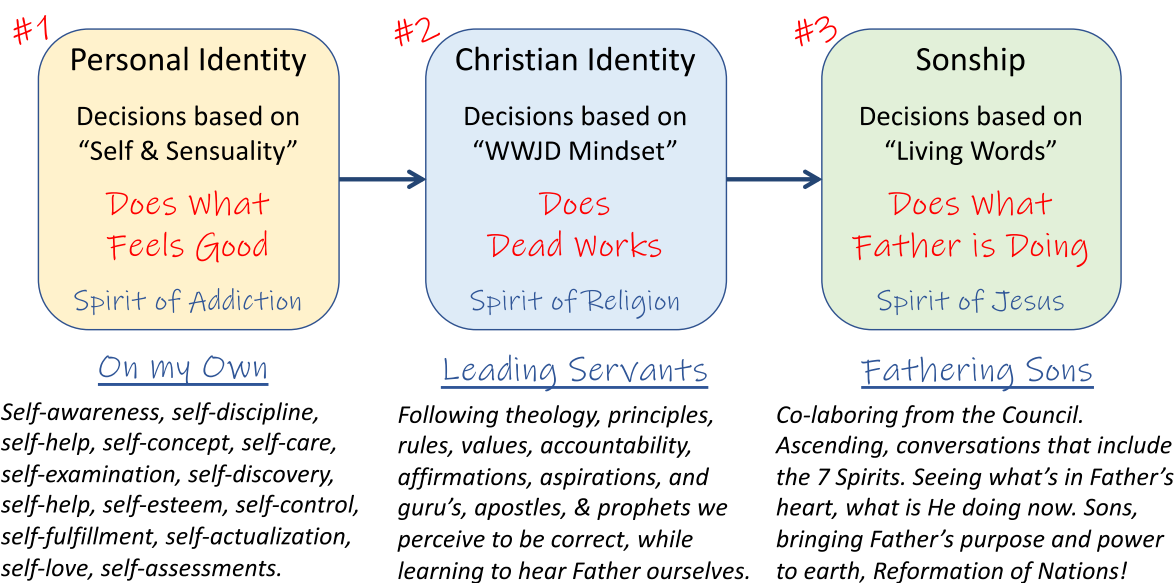 #1
Personal Identity
Decisions based on
“Self & Sensuality”
Does What
Feels Good
Spirit of Addiction
On my Own
Self-awareness, self-discipline,
self-help, self-concept, self-care,
self-examination, self-discovery,
self-help, self-esteem, self-control,
self-fulfillment, self-actualization,
self-love, self-assessments.
#2
Christian Identity
Decisions based on
“WWJD Mindset”
Does
Dead Works
Spirit of Religion
Leading Servants
Following theology, principles,
rules, values, accountability,
affirmations, aspirations, and
guru’s, apostles, & prophets we
perceive to be correct, while
learning to hear Father ourselves.
#3
Sonship
Decisions based on
“Living Words”
Does What
Father is Doing
Spirit of Jesus
Fathering Sons
Co-laboring from the Council.
Ascending, conversations that include
the 7 Spirits. Seeing what’s in Father’s
heart, what is He doing now. Sons,
bringing Father’s purpose and power
to earth, Reformation of Nations!